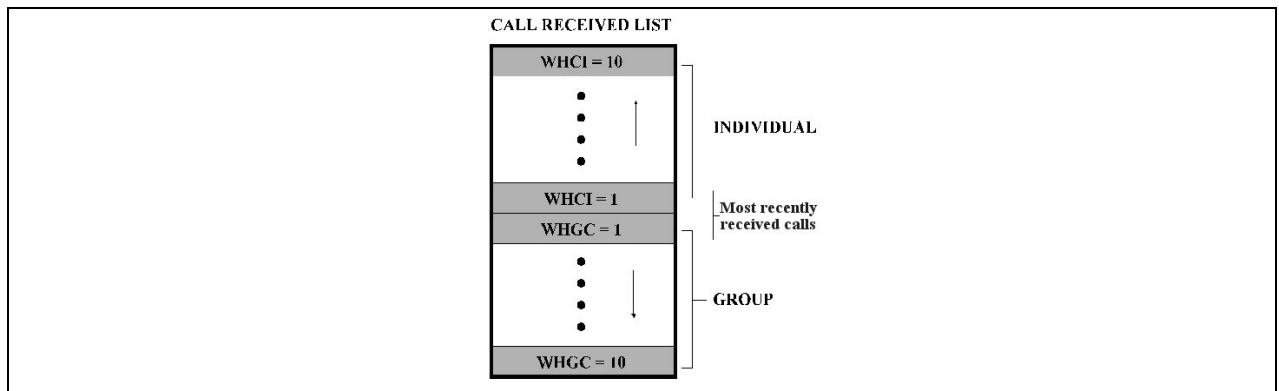 CALL RECEIVED LIST
WHCI = 10
INDIVIDUAL
WHCI = 1
Most recently
received calls
WHGC = 1
GROUP
WHGC = 10